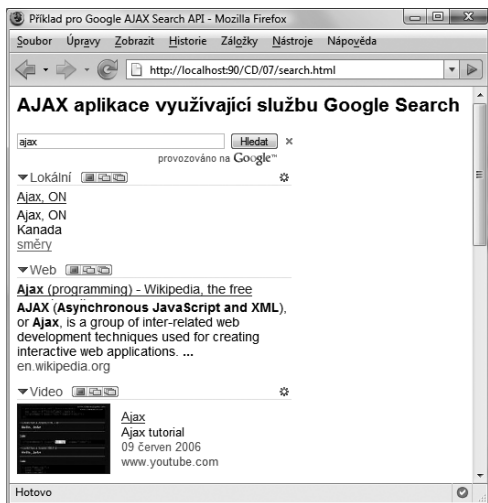 Příklad pro Google AJAX Search API - Mozilla Firefox
Soubor Úpravy Zobrazit Historie Záložky Nástroje Nápověda
http://localhost:90/CD/07/search.html
AJAX aplikace využívající službu Google Search
ajax Hledat
provozováno na Google™
Lokální
Ajax, ON
Ajax, ON
Kanada
směry
Web
Ajax (programming) - Wikipedia, the free
AJAX (Asynchronous JavaScript and XML),
or Ajax, is a group of inter-related web
development techniques used for creating
interactive web applications. ...
en.wikipedia.org
Video
Ajax
Ajax tutorial
09 červen 2006
www.youtube.com
Hotovo